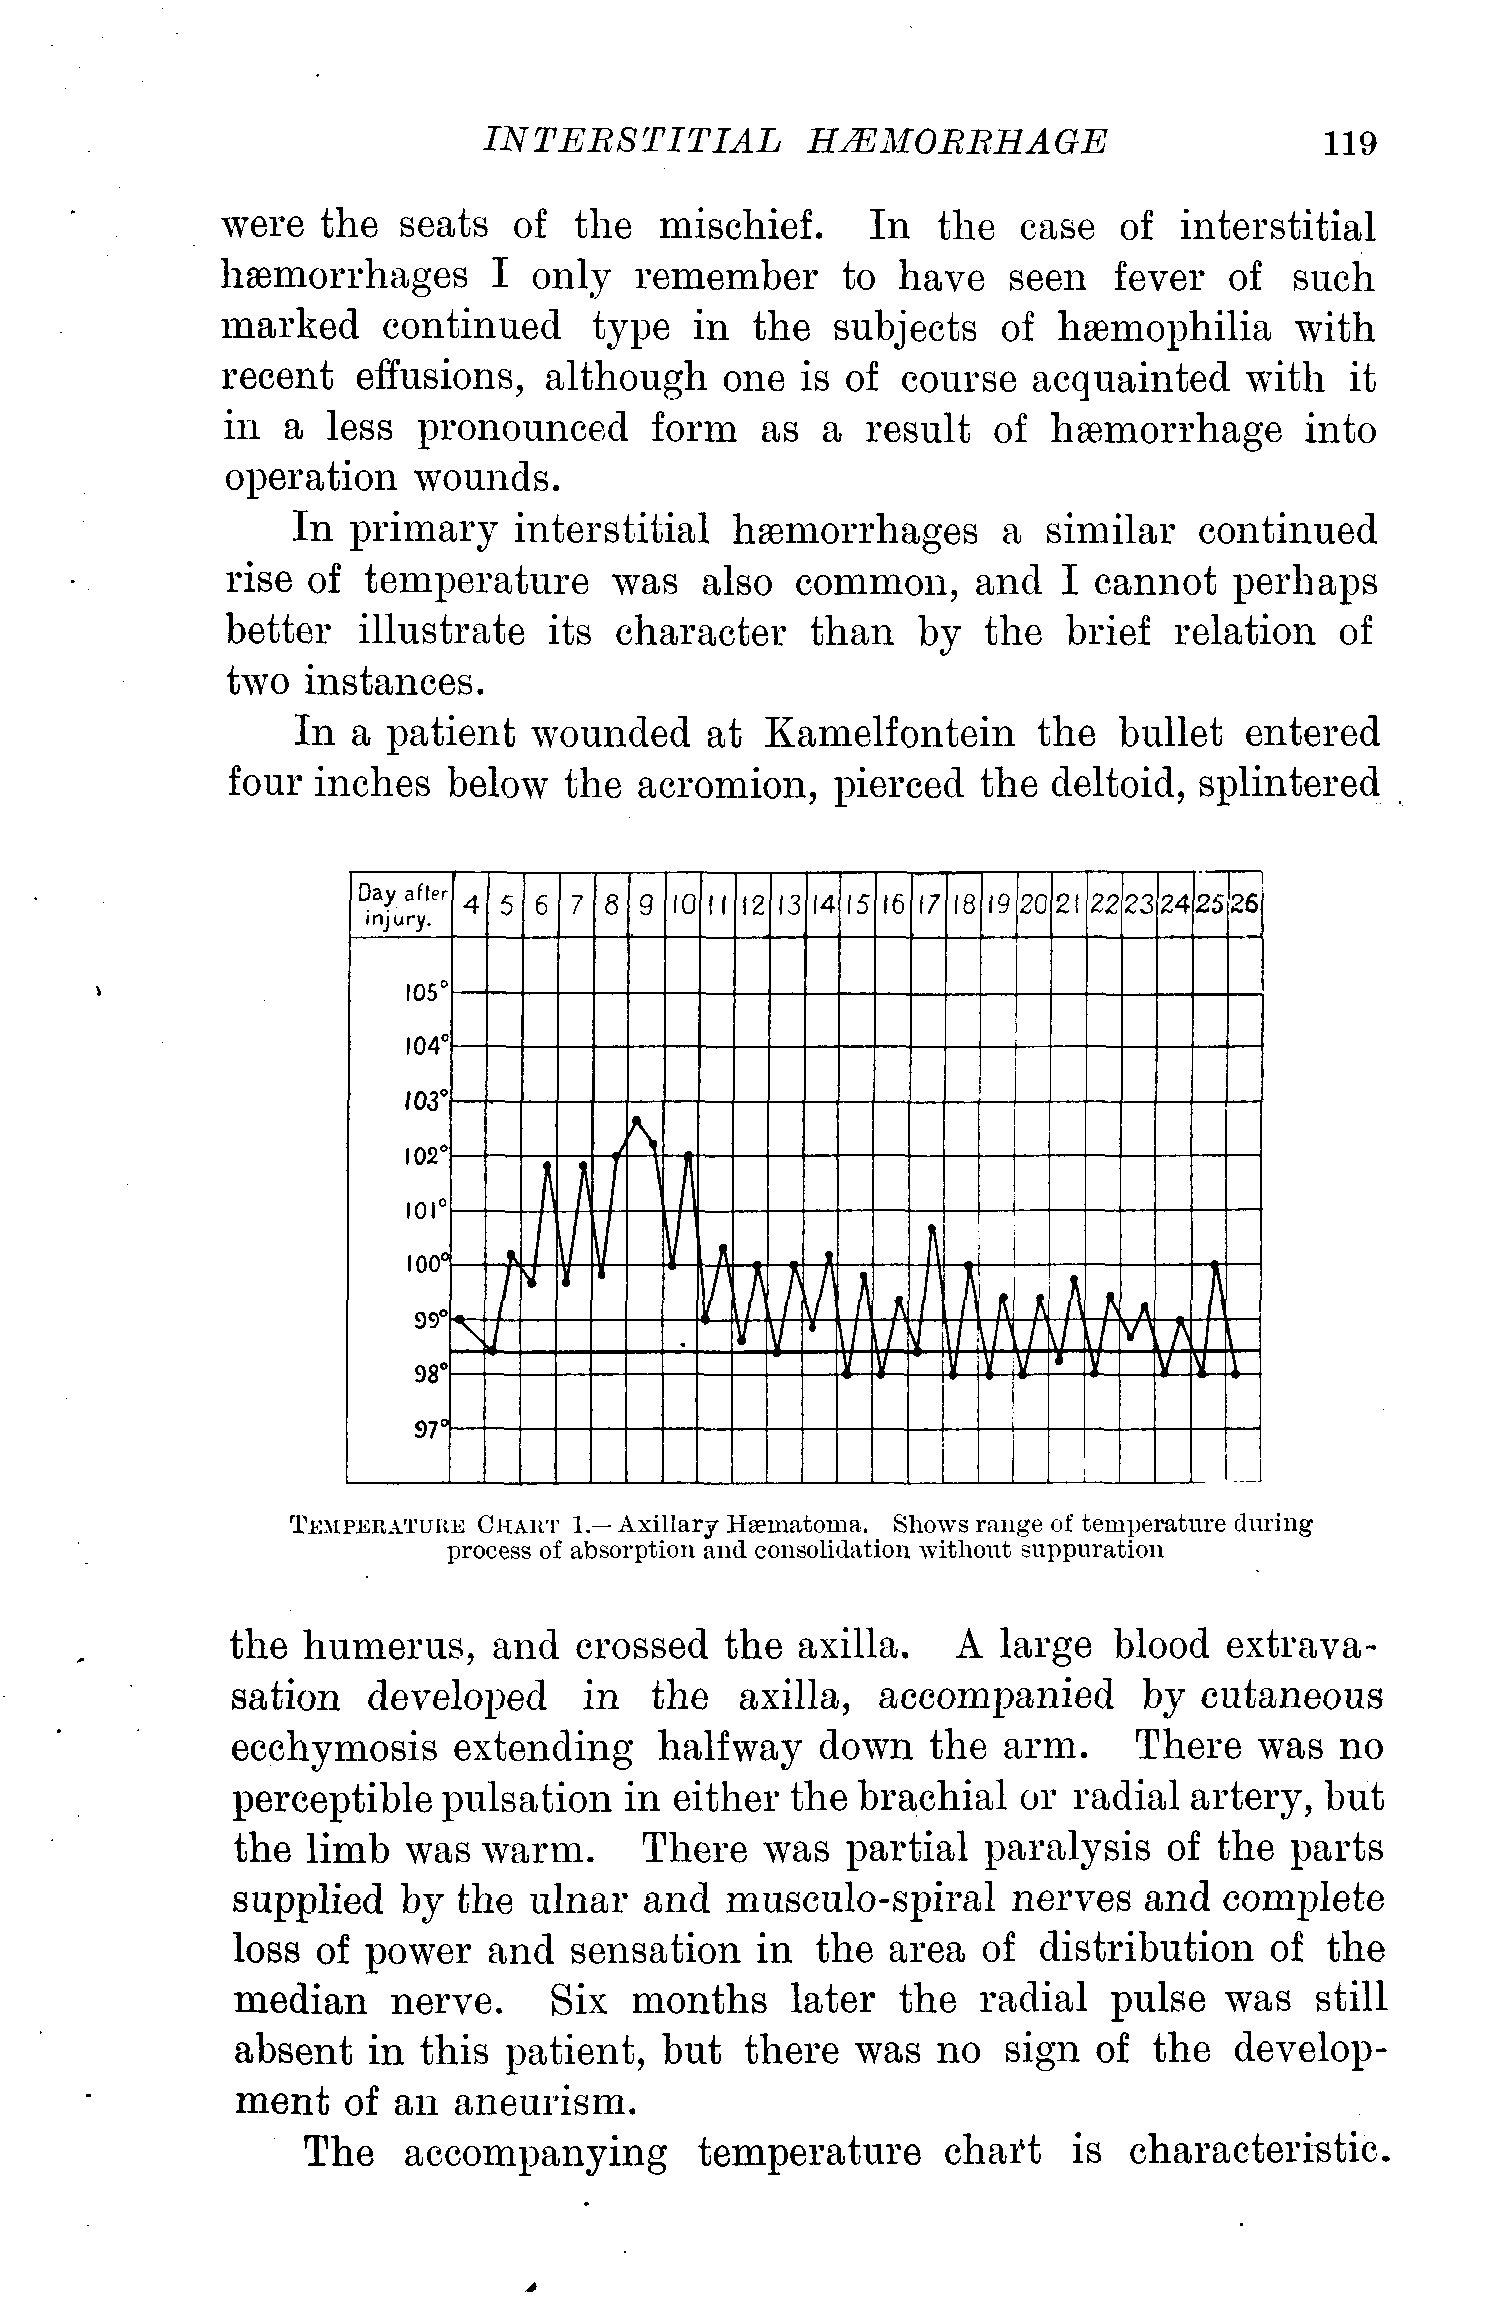 INTERSTITIAL HÆMORRHAGE 119
were the seats of the mischief. In the case of interstitial
hæmorrhages I only remember to have seen fever of such
marked continued type in the subjects of hæmophilia with
recent effusions, although one is of course acquainted with it
in a less pronounced form as a result of hæmorrhage into
operation wounds.
In primary interstitial hæmorrhages a similar continued
rise of temperature was also common, and I cannot perhaps
better illustrate its character than by the brief relation of
two instances.
In a patient wounded at Kamelfontein the bullet entered
four inches below the acromion, pierced the deltoid, splintered
Day after
injury. 4 5 6 7 8 9 10 11 12 13 14 15 16 17 18 19 20 21 22 23 24 25 26
105°
104°
103°
102°
101°
100°
99°
98°
97°
TEMPERATURE CHART 1.—Axillary Hæmatoma. Shows range of temperature during
process of absorption and consolidation without suppuration
the humerus, and crossed the axilla. A large blood extrava-
sation developed in the axilla, accompanied by cutaneous
ecchymosis extending halfway down the arm. There was no
perceptible pulsation in either the brachial or radial artery, but
the limb was warm. There was partial paralysis of the parts
supplied by the ulnar and musculo-spiral nerves and complete
loss of power and sensation in the area of distribution of the
median nerve. Six months later the radial pulse was still
absent in this patient, but there was no sign of the develop-
ment of an aneurism.
The accompanying temperature chart is characteristic.